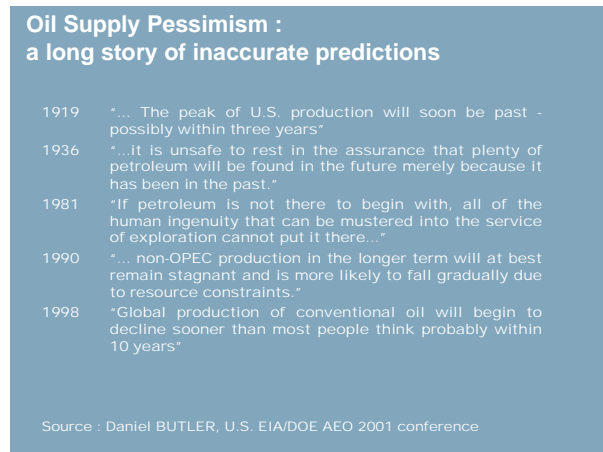 Oil Supply Pessimism :
a long story of inaccurate predictions
1919 "... The peak of U.S. production will soon be past -
possibly within three years"
1936 "...it is unsafe to rest in the assurance that plenty of
petroleum will be found in the future merely because it
has been in the past."
1981 "If petroleum is not there to begin with, all of the
human ingenuity that can be mustered into the service
of exploration cannot put it there..."
1990 "... non-OPEC production in the longer term will at best
remain stagnant and is more likely to fall gradually due
to resource constraints."
1998 "Global production of conventional oil will begin to
decline sooner than most people think probably within
10 years"
Source : Daniel BUTLER, U.S. EIA/DOE AEO 2001 conference